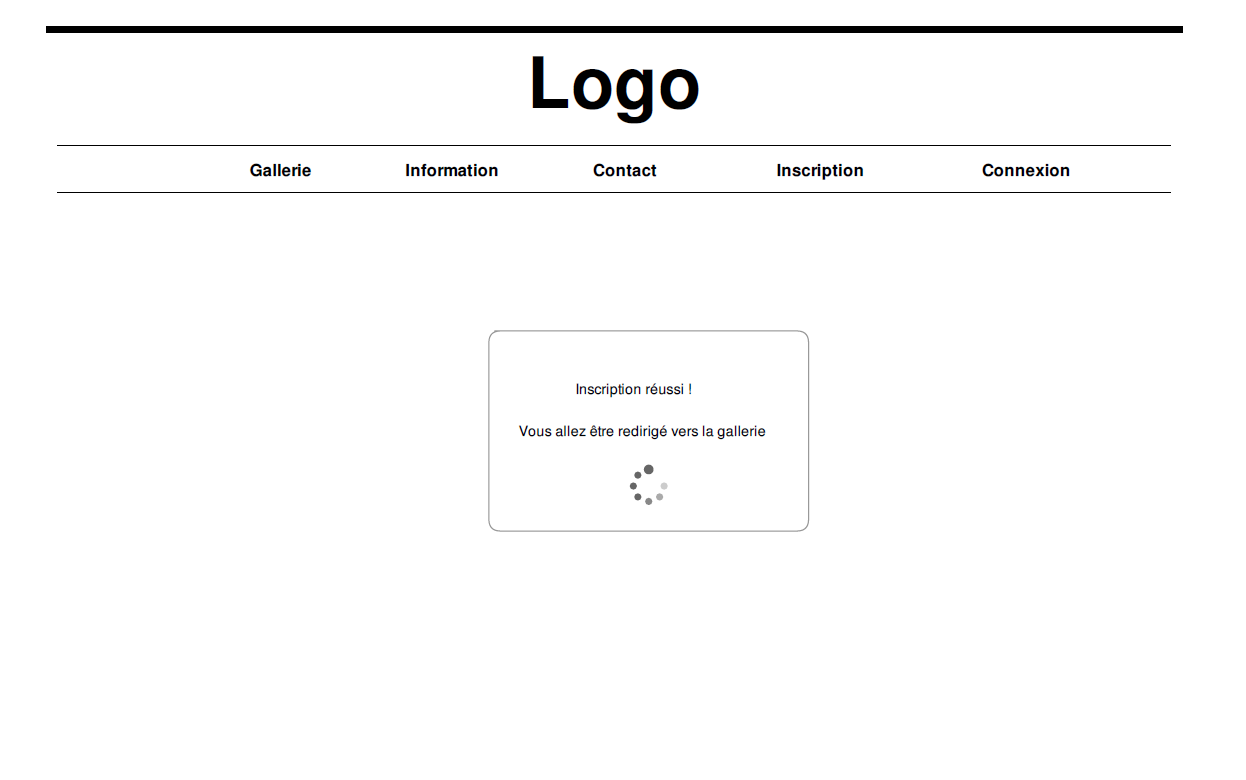 Logo
Gallerie Information Contact Inscription Connexion
Inscription réussi !
Vous allez être redirigé vers la gallerie